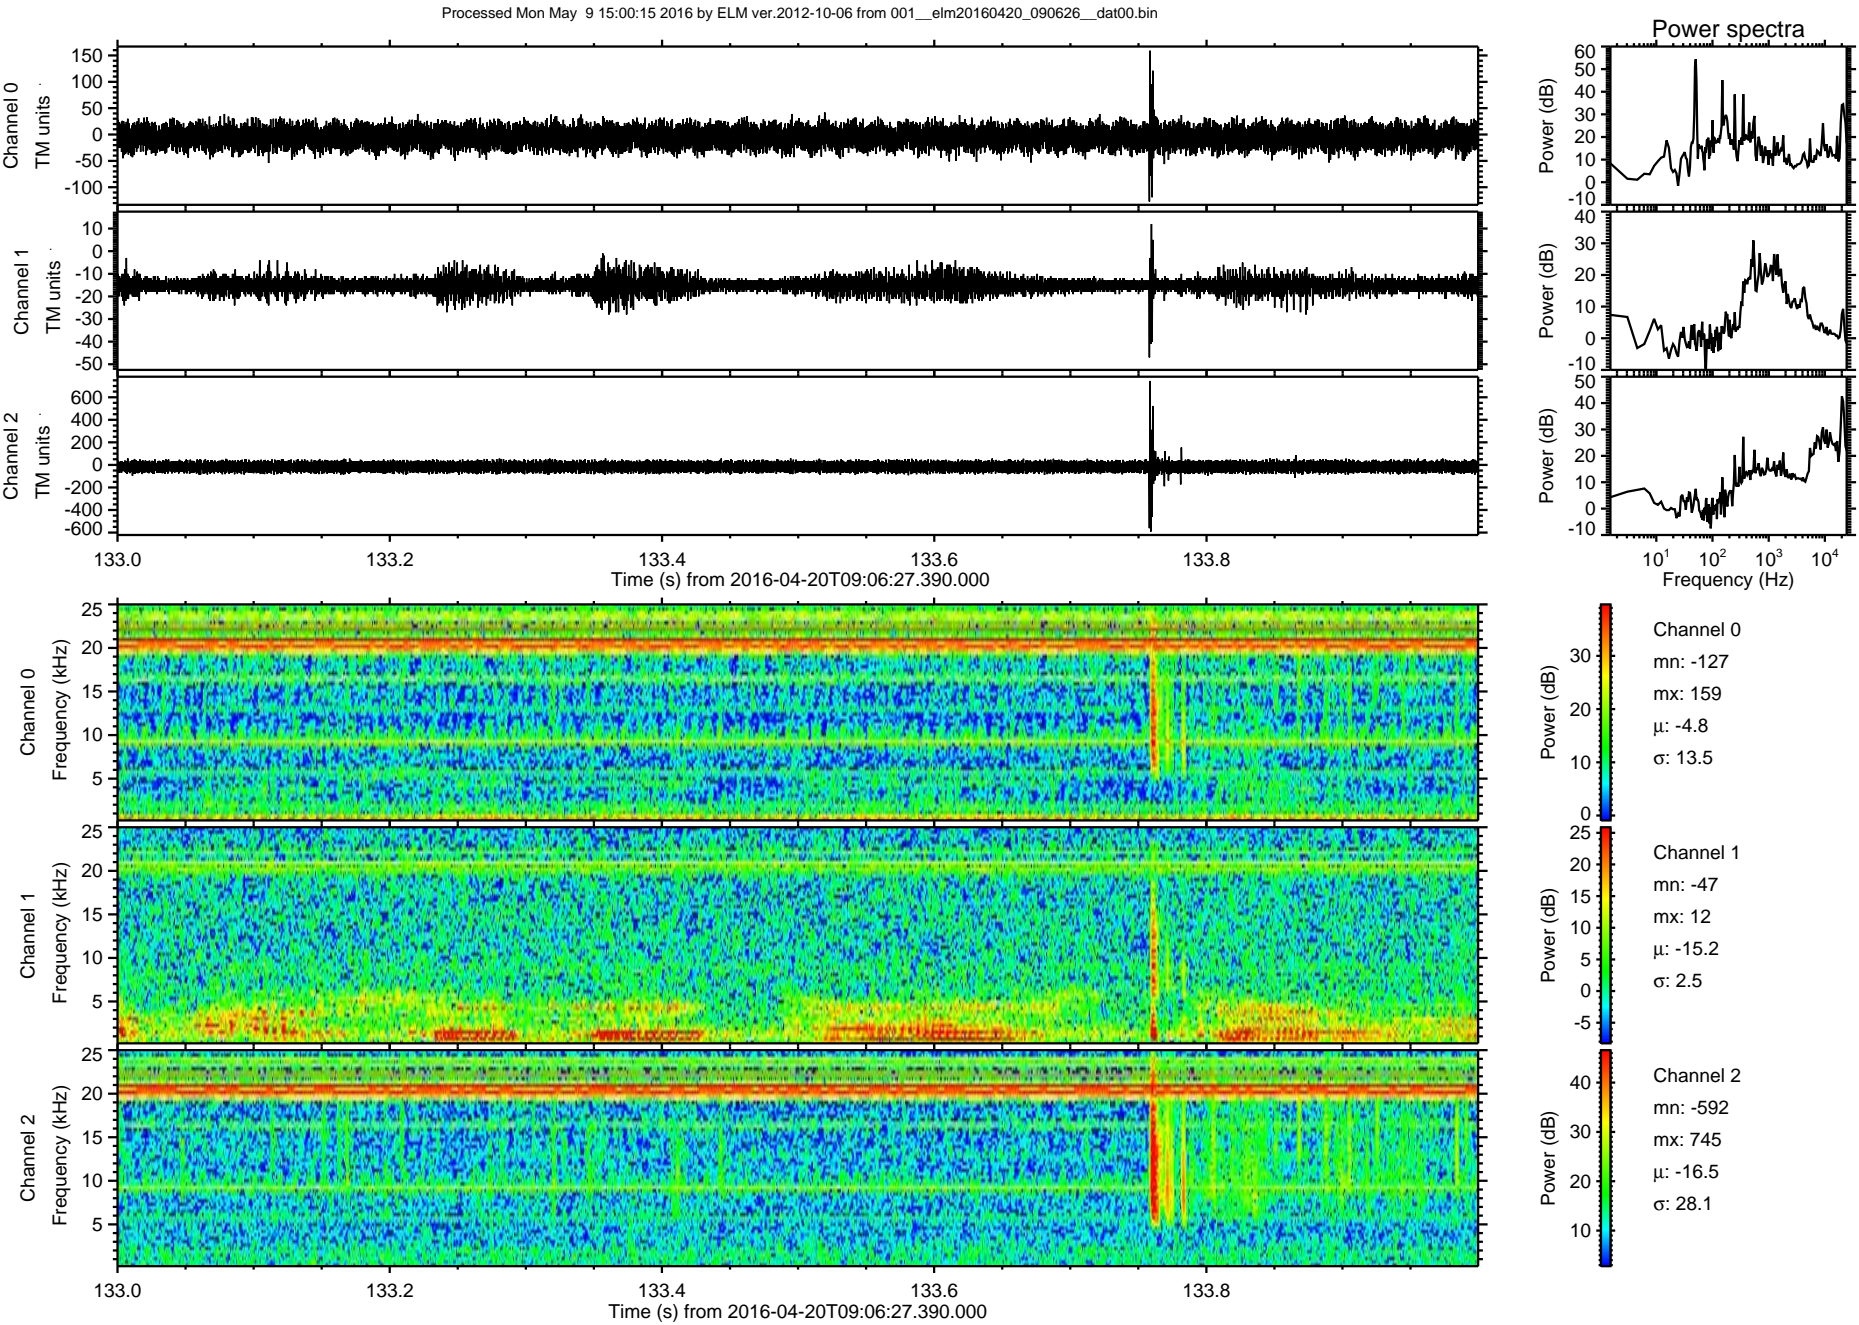 Processed Mon May  9 15:00:15 2016 by ELM ver.2012-10-06 from 001__elm20160420_090626__dat00.bin
Power spectra
Channel 0
TM units
150
100
50
0
-50
-100
Power (dB)
60
50
40
30
20
10
0
-10
Channel 1
TM units
10
0
-10
-20
-30
-40
-50
Power (dB)
40
30
20
10
0
-10
Channel 2
TM units
600
400
200
0
-200
-400
-600
Power (dB)
50
40
30
20
10
0
-10
133.0 133.2 133.4 133.6 133.8
Time (s) from 2016-04-20T09:06:27.390.000
10¹ 10² 10³ 10⁴
Frequency (Hz)
Channel 0
Frequency (kHz)
25
20
15
10
5
Power (dB)
30
20
10
0
Channel 0
mn: -127
mx: 159
μ: -4.8
σ: 13.5
Channel 1
Frequency (kHz)
25
20
15
10
5
Power (dB)
25
20
15
10
5
0
-5
Channel 1
mn: -47
mx: 12
μ: -15.2
σ: 2.5
Channel 2
Frequency (kHz)
25
20
15
10
5
Power (dB)
40
30
20
10
Channel 2
mn: -592
mx: 745
μ: -16.5
σ: 28.1
133.0 133.2 133.4 133.6 133.8
Time (s) from 2016-04-20T09:06:27.390.000